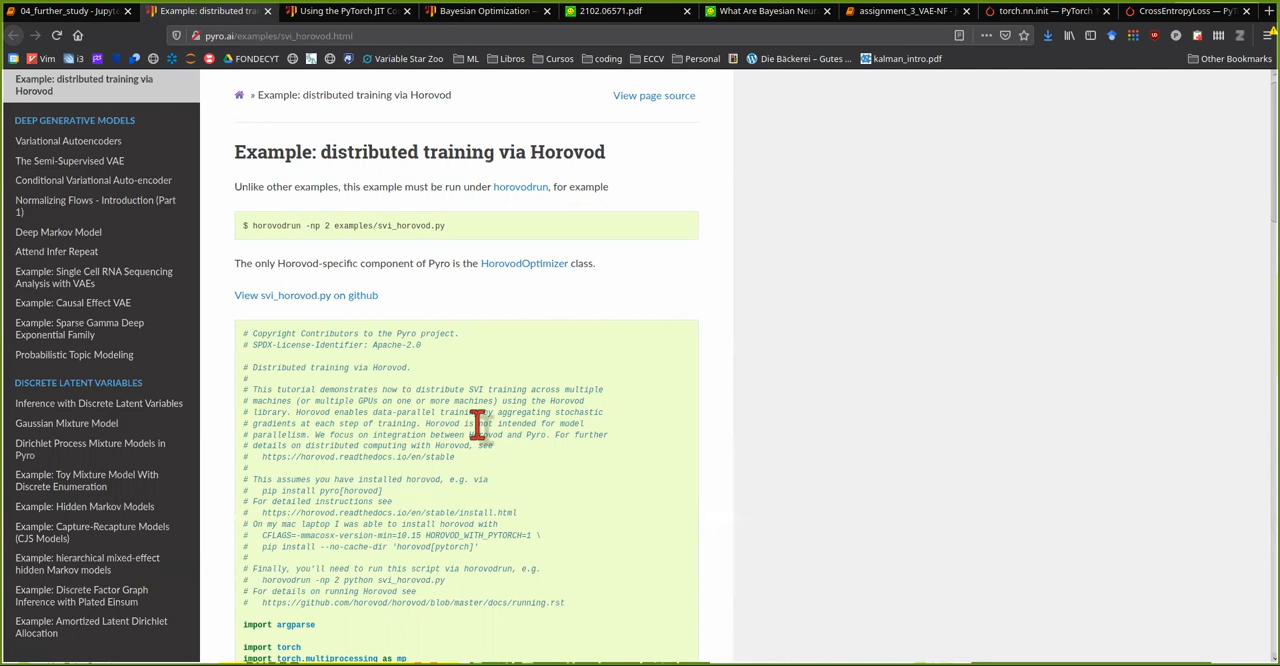 04_further_study - Jupyte
Example: distributed train
Using the PyTorch JIT Co
Bayesian Optimization —
2102.06571.pdf
What Are Bayesian Neu
assignment_3_VAE-NF - J
torch.nn.init — PyTorch
CrossEntropyLoss — PyT
pyro.ai/examples/svi_horovod.html
Vim
i3
FONDECYT
Variable Star Zoo
ML
Libros
Cursos
coding
ECCV
Personal
Die Bäckerei – Gutes ...
kalman_intro.pdf
Other Bookmarks
Example: distributed training via
Horovod
DEEP GENERATIVE MODELS
Variational Autoencoders
The Semi-Supervised VAE
Conditional Variational Auto-encoder
Normalizing Flows - Introduction (Part
1)
Deep Markov Model
Attend Infer Repeat
Example: Single Cell RNA Sequencing
Analysis with VAEs
Example: Causal Effect VAE
Example: Sparse Gamma Deep
Exponential Family
Probabilistic Topic Modeling
DISCRETE LATENT VARIABLES
Inference with Discrete Latent Variables
Gaussian Mixture Model
Dirichlet Process Mixture Models in
Pyro
Example: Toy Mixture Model With
Discrete Enumeration
Example: Hidden Markov Models
Example: Capture-Recapture Models
(CJS Models)
Example: hierarchical mixed-effect
hidden Markov models
Example: Discrete Factor Graph
Inference with Plated Einsum
Example: Amortized Latent Dirichlet
Allocation
» Example: distributed training via Horovod
View page source
Example: distributed training via Horovod
Unlike other examples, this example must be run under horovodrun, for example
$ horovodrun -np 2 examples/svi_horovod.py
The only Horovod-specific component of Pyro is the HorovodOptimizer class.
View svi_horovod.py on github
# Copyright Contributors to the Pyro project.
# SPDX-License-Identifier: Apache-2.0
# Distributed training via Horovod.
#
# This tutorial demonstrates how to distribute SVI training across multiple
# machines (or multiple GPUs on one or more machines) using the Horovod
# library. Horovod enables data-parallel training by aggregating stochastic
# gradients at each step of training. Horovod is not intended for model
# parallelism. We focus on integration between Horovod and Pyro. For further
# details on distributed computing with Horovod, see
# https://horovod.readthedocs.io/en/stable
#
# This assumes you have installed horovod, e.g. via
# pip install pyro[horovod]
# For detailed instructions see
# https://horovod.readthedocs.io/en/stable/install.html
# On my mac laptop I was able to install horovod with
# CFLAGS=-mmacosx-version-min=10.15 HOROVOD_WITH_PYTORCH=1 \
# pip install --no-cache-dir 'horovod[pytorch]'
#
# Finally, you'll need to run this script via horovodrun, e.g.
# horovodrun -np 2 python svi_horovod.py
# For details on running Horovod see
# https://github.com/horovod/horovod/blob/master/docs/running.rst
import argparse
import torch
import torch.multiprocessing as mp